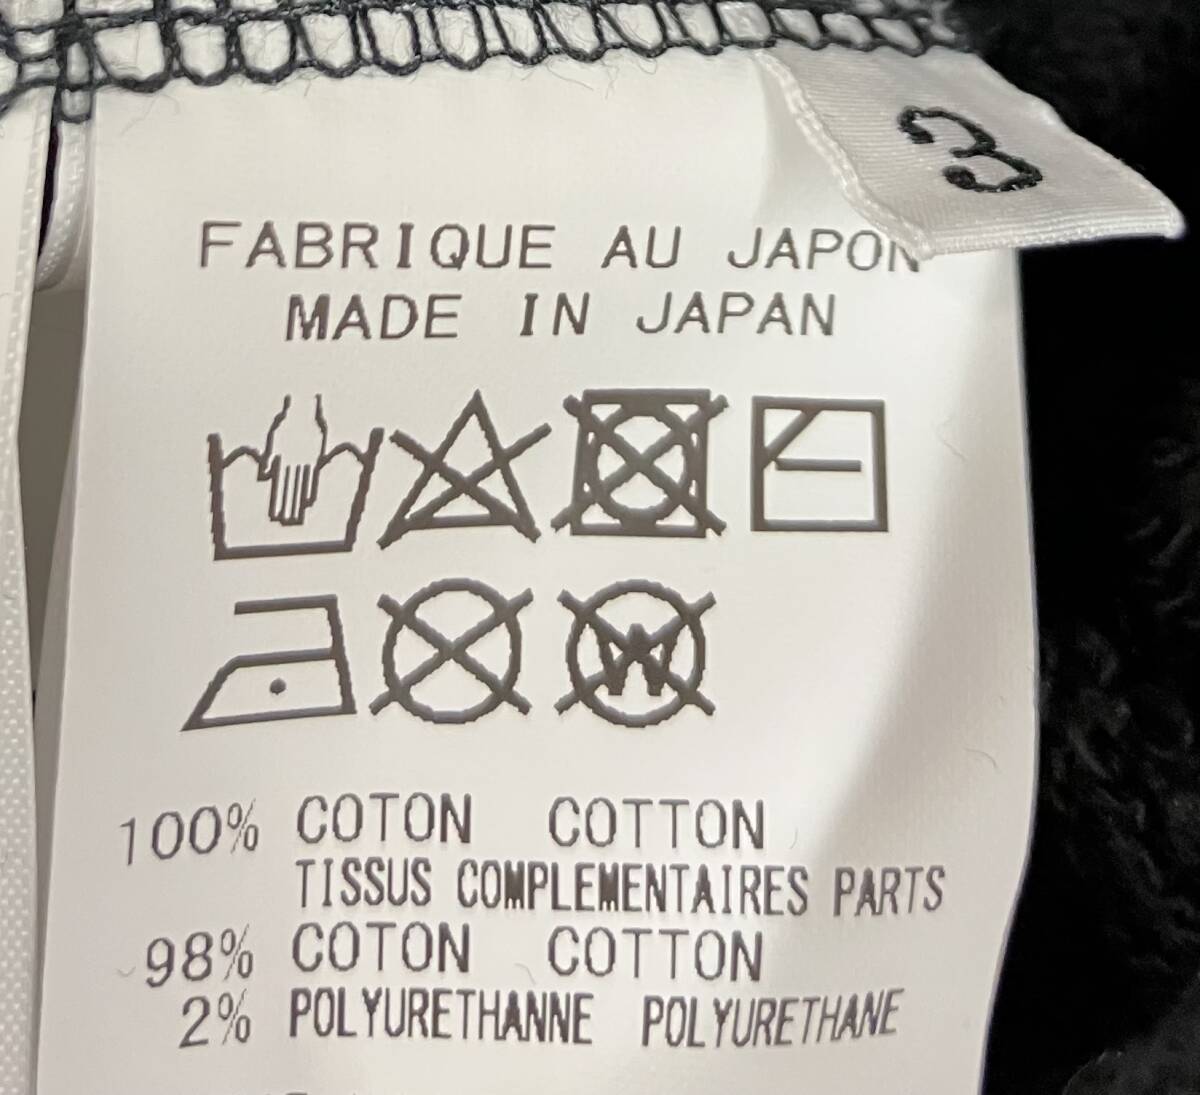 3
FABRIQUE AU JAPON
MADE IN JAPAN
W
100% COTON COTTON
TISSUS COMPLEMENTAIRES PARTS
98% COTON COTTON
2% POLYURETHANNE POLYURETHANE